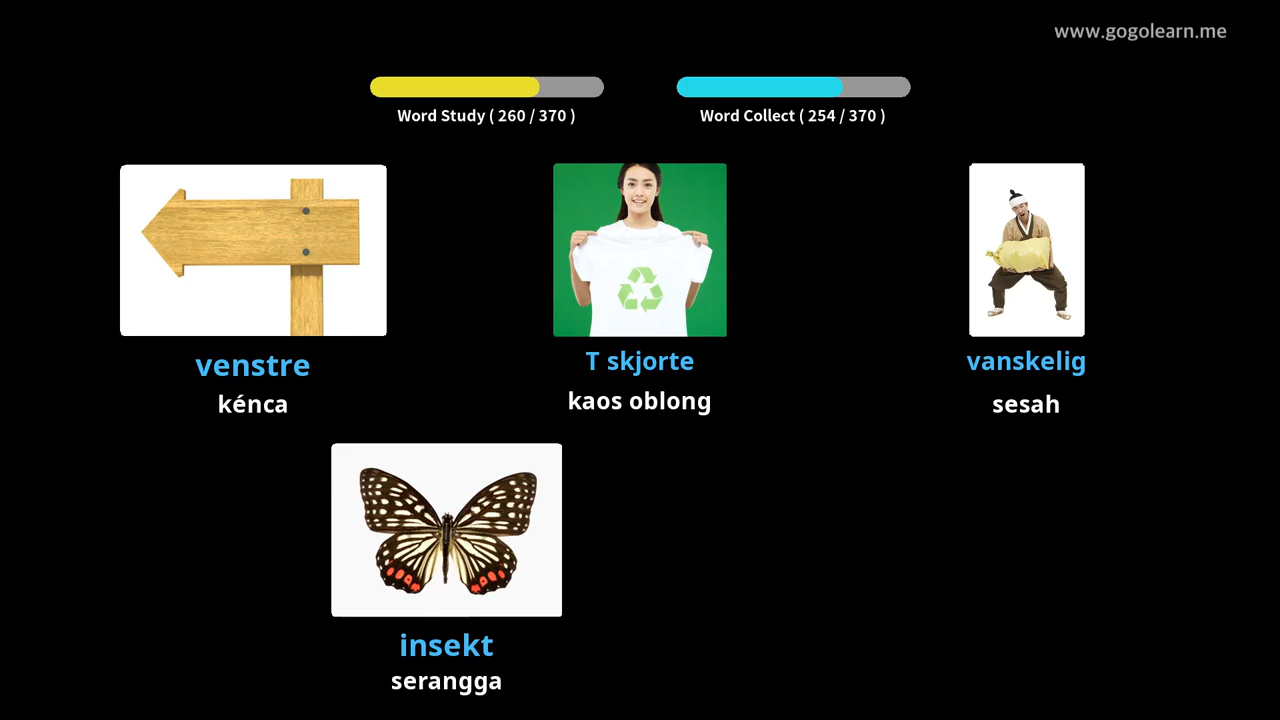 www.gogolearn.me
Word Study ( 260 / 370 )
Word Collect ( 254 / 370 )
venstre
kénca
T skjorte
kaos oblong
vanskelig
sesah
insekt
serangga